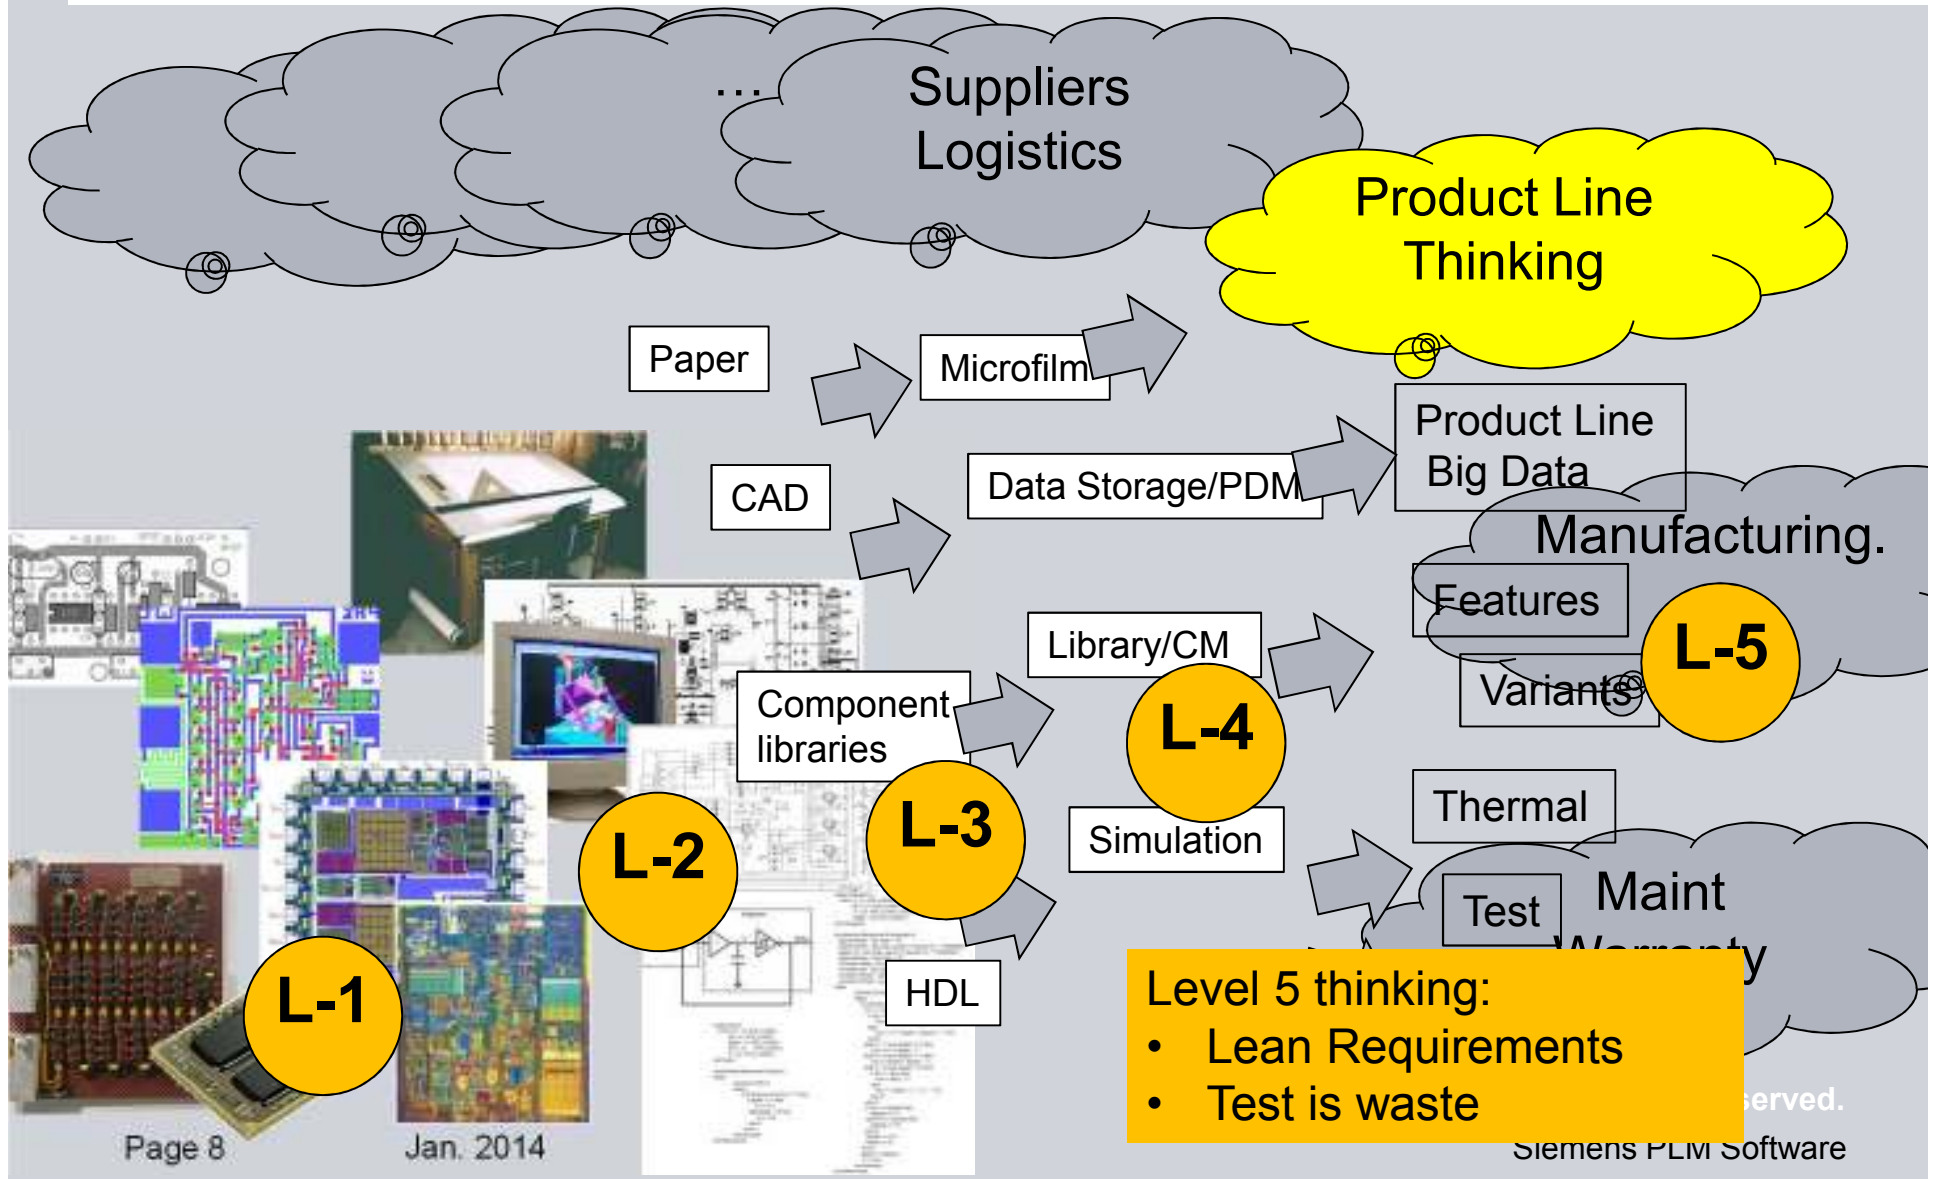 ...
Suppliers
Logistics
Product Line
Thinking
Paper
Microfilm
Product Line
Big Data
CAD
Data Storage/PDM
Manufacturing.
Features
Library/CM
L-5
Variants
Component
libraries
L-4
Thermal
L-3
Simulation
L-2
Maint
Warranty
Test
L-1
HDL
Level 5 thinking:
• Lean Requirements
• Test is waste
served.
Page 8
Jan. 2014
Siemens PLM Software